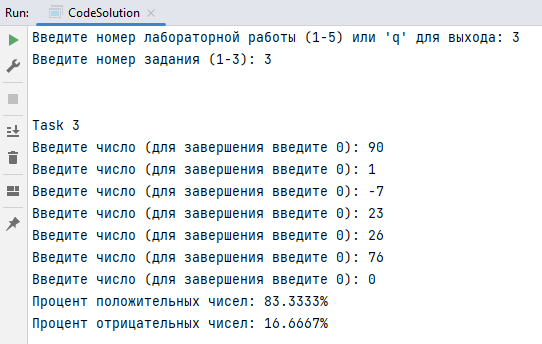 Run: CodeSolution
Введите номер лабораторной работы (1-5) или 'q' для выхода: 3
Введите номер задания (1-3): 3
Task 3
Введите число (для завершения введите 0): 90
Введите число (для завершения введите 0): 1
Введите число (для завершения введите 0): -7
Введите число (для завершения введите 0): 23
Введите число (для завершения введите 0): 26
Введите число (для завершения введите 0): 76
Введите число (для завершения введите 0): 0
Процент положительных чисел: 83.3333%
Процент отрицательных чисел: 16.6667%